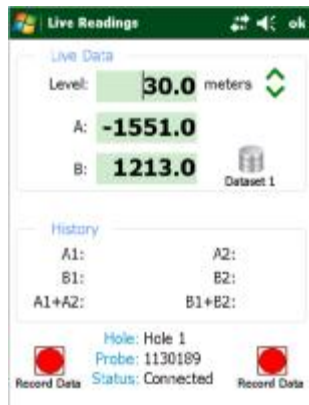 Live Readings ok
Live Data
Level: 30.0 meters
A: -1551.0
B: 1213.0
Dataset 1
History
A1: A2:
B1: B2:
A1+A2: B1+B2:
Hole: Hole 1
Probe: 1130189
Status: Connected
Record Data Record Data